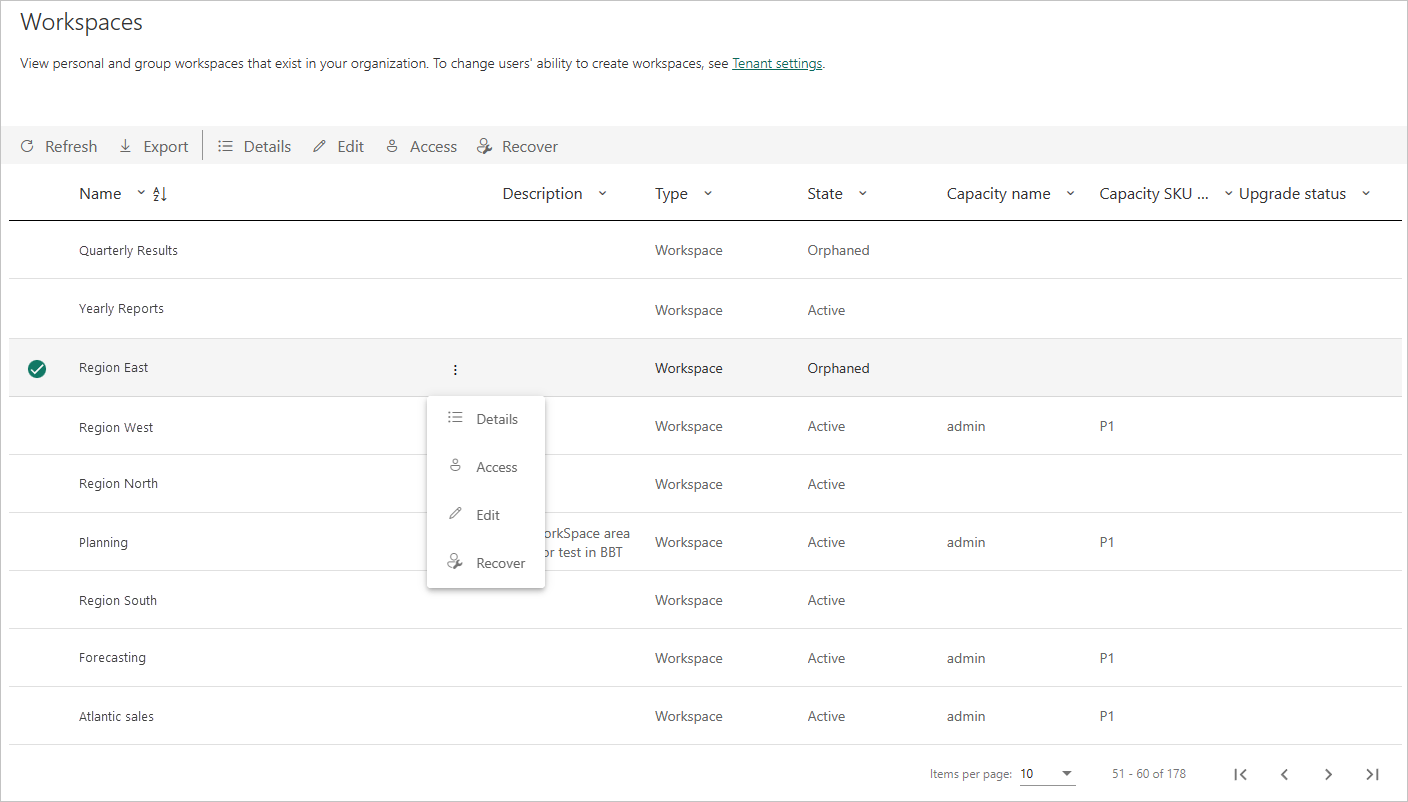 Workspaces
View personal and group workspaces that exist in your organization. To change users' ability to create workspaces, see Tenant settings.
Refresh Export Details Edit Access Recover
Name Description Type State Capacity name Capacity SKU ... Upgrade status
Quarterly Results Workspace Orphaned
Yearly Reports Workspace Active
Region East Workspace Orphaned
Details
Access
Edit
Recover
Region West Workspace Active admin P1
Region North Workspace Active
Planning area Workspace Active admin P1
test in BBT
Region South Workspace Active
Forecasting Workspace Active admin P1
Atlantic sales Workspace Active admin P1
Items per page: 10 51 - 60 of 178